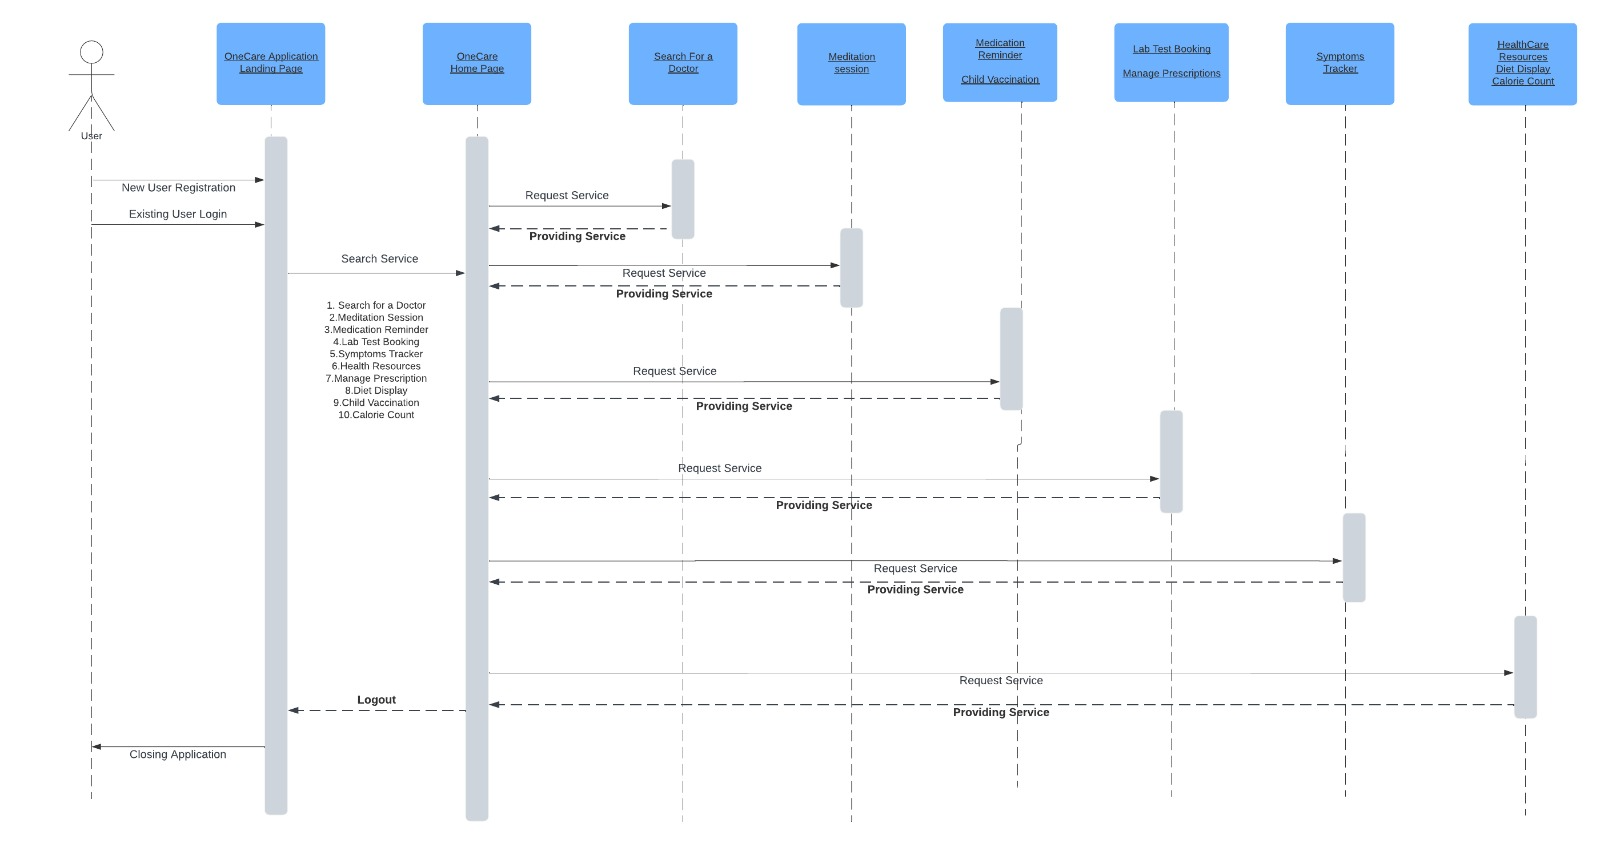 OneCare Application
Landing Page
OneCare
Home Page
Search For a
Doctor
Meditation
session
Medication
Reminder
Child Vaccination
Lab Test Booking
Manage Prescriptions
Symptoms
Tracker
HealthCare
Resources
Diet Display
Calorie Count
User
New User Registration
Existing User Login
Request Service
Providing Service
Search Service
Request Service
Providing Service
1. Search for a Doctor
2.Meditation Session
3.Medication Reminder
4.Lab Test Booking
5.Symptoms Tracker
6.Health Resources
7.Manage Prescription
8.Diet Display
9.Child Vaccination
10.Calorie Count
Request Service
Providing Service
Request Service
Providing Service
Request Service
Providing Service
Request Service
Providing Service
Logout
Closing Application